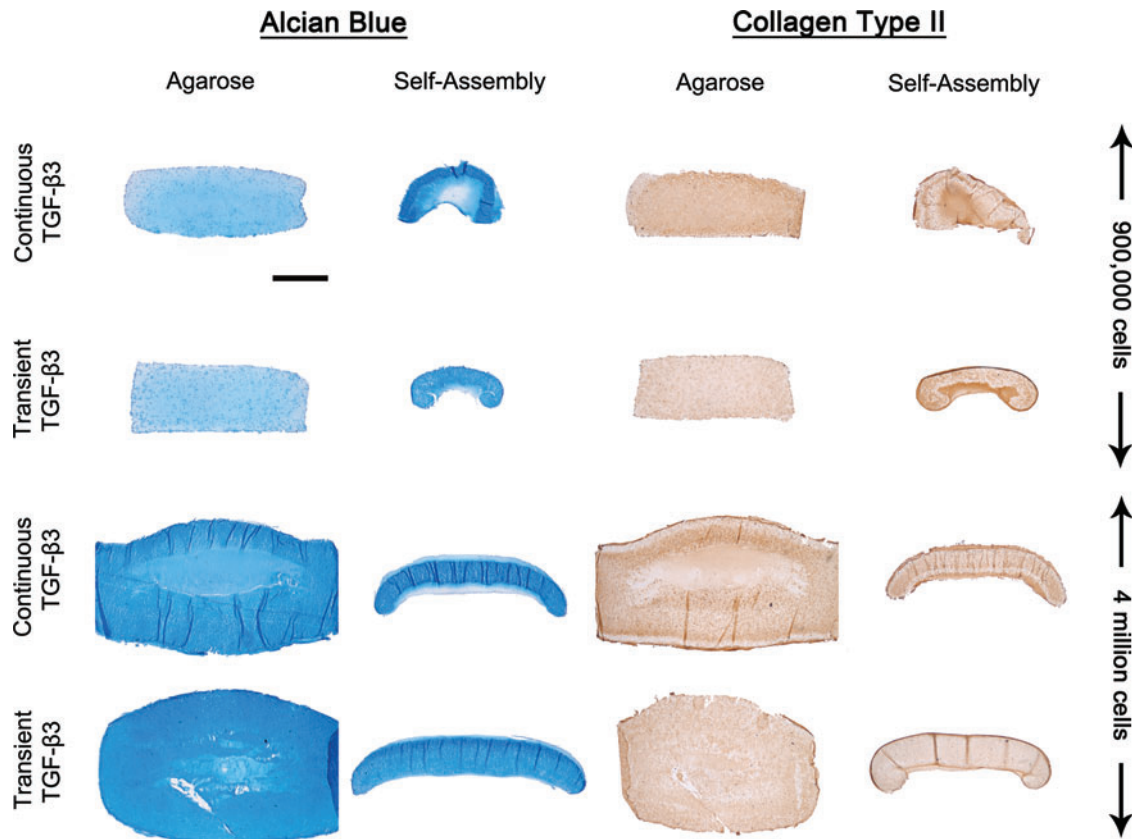 Alcian Blue
Collagen Type II
Agarose
Self-Assembly
Agarose
Self-Assembly
Continuous
TGF-β3
Transient
TGF-β3
900,000 cells
Continuous
TGF-β3
Transient
TGF-β3
4 million cells